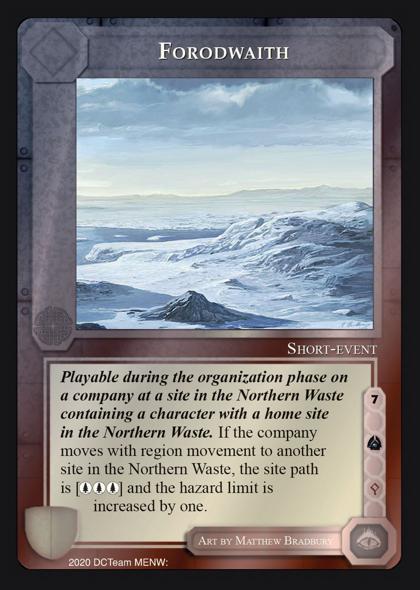 FORODWAITH
SHORT-EVENT
Playable during the organization phase on
a company at a site in the Northern Waste
containing a character with a home site
in the Northern Waste. If the company
moves with region movement to another
site in the Northern Waste, the site path
is [] and the hazard limit is
increased by one.
7
ART BY MATTHEW BRADBURY
2020 DCTeam MENW: